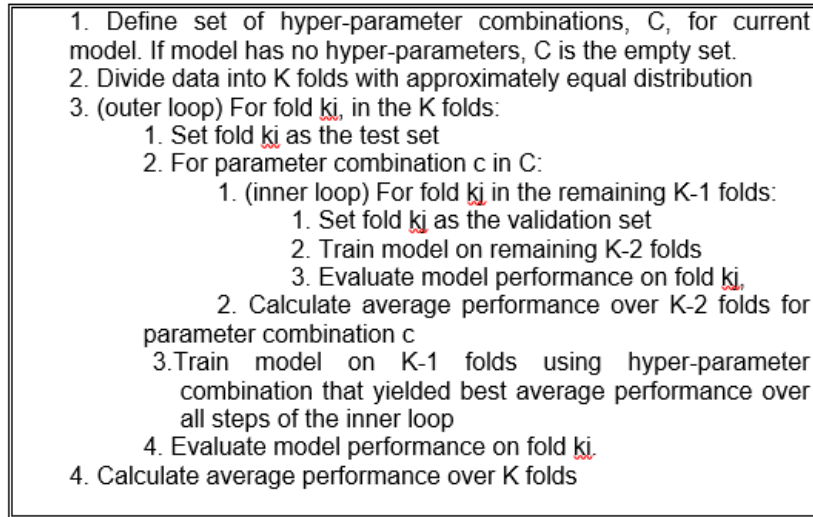 1. Define set of hyper-parameter combinations, C, for current
model. If model has no hyper-parameters, C is the empty set.
2. Divide data into K folds with approximately equal distribution
3. (outer loop) For fold ki, in the K folds:
1. Set fold ki as the test set
2. For parameter combination c in C:
1. (inner loop) For fold kj in the remaining K-1 folds:
1. Set fold kj as the validation set
2. Train model on remaining K-2 folds
3. Evaluate model performance on fold kj,
2. Calculate average performance over K-2 folds for
parameter combination c
3.Train model on K-1 folds using hyper-parameter
combination that yielded best average performance over
all steps of the inner loop
4. Evaluate model performance on fold ki.
4. Calculate average performance over K folds